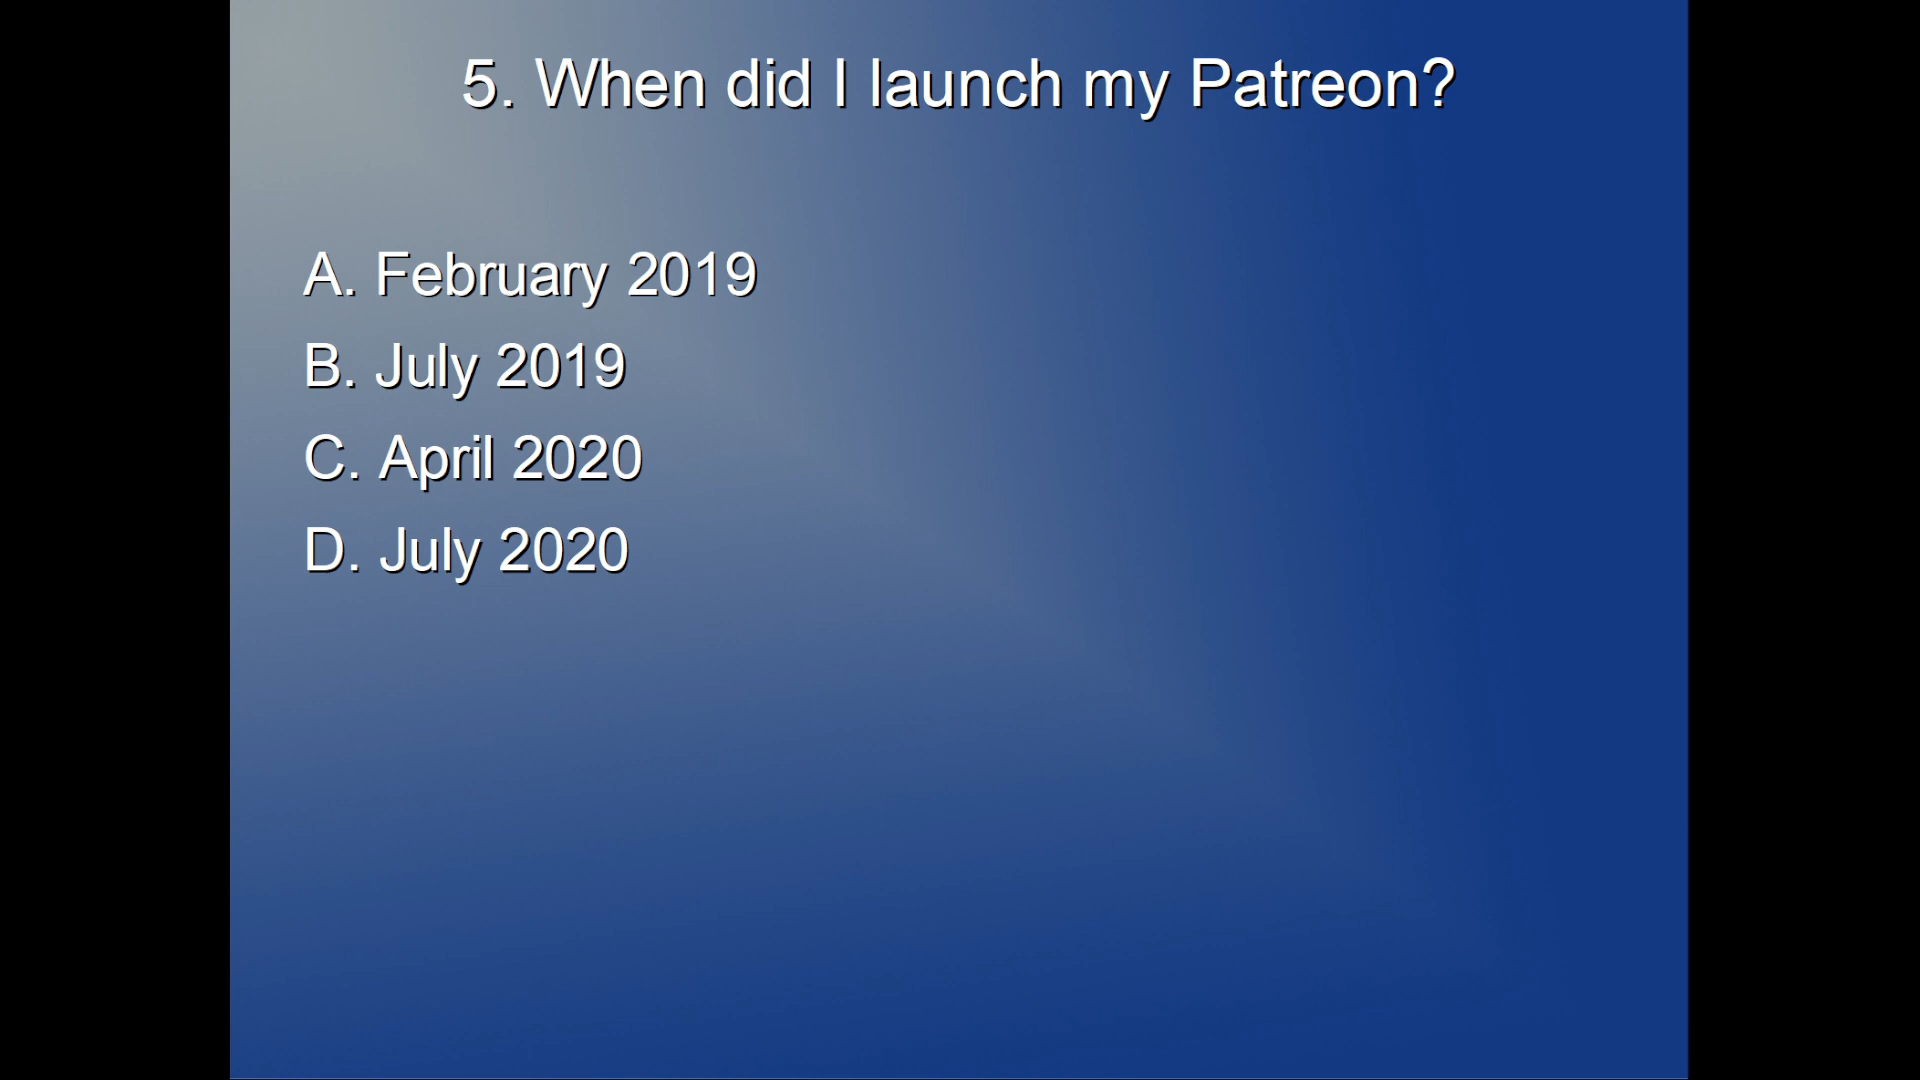 5. When did I launch my Patreon?
A. February 2019
B. July 2019
C. April 2020
D. July 2020